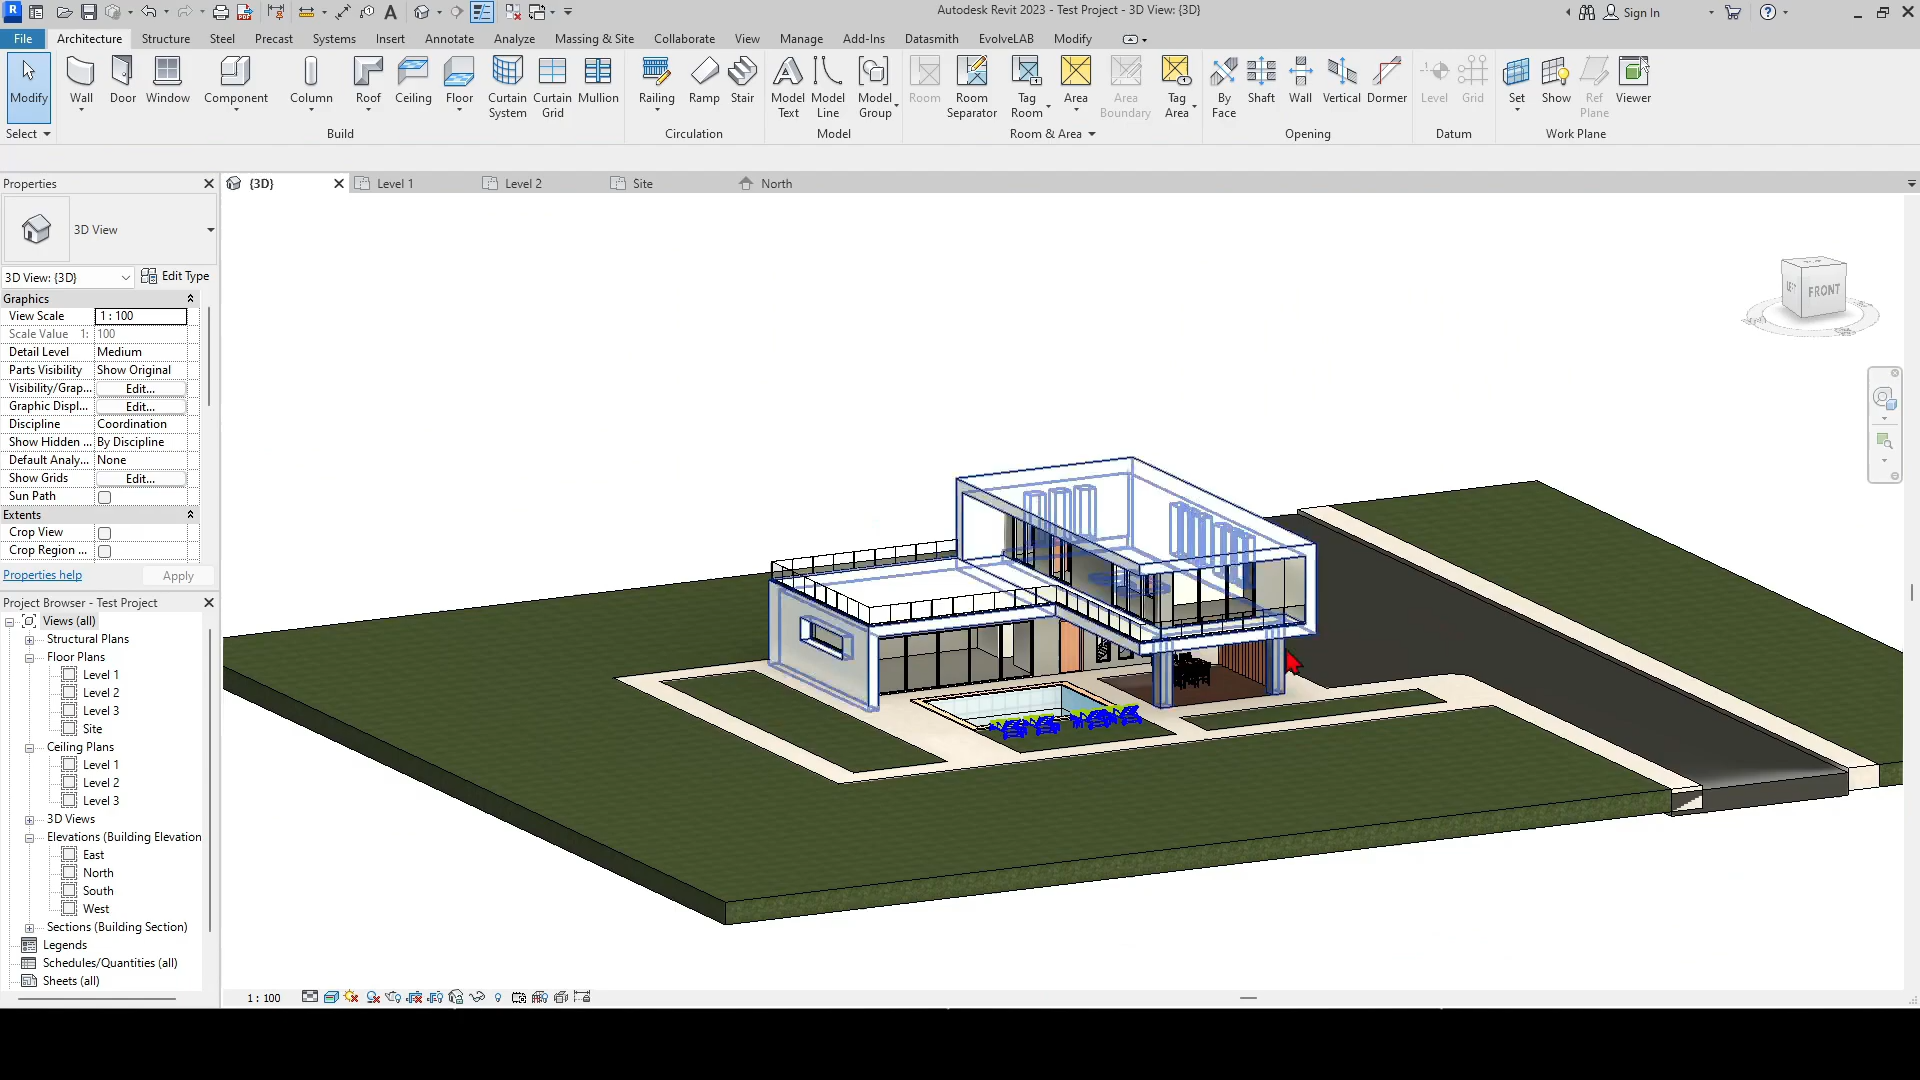 Autodesk Revit 2023 - Test Project - 3D View: {3D}
Sign In
File Architecture Structure Steel Precast Systems Insert Annotate Analyze Massing & Site Collaborate View Manage Add-Ins Datasmith EvolveLAB Modify
Modify Wall Door Window Component Column Roof Ceiling Floor Curtain System Curtain Grid Mullion Railing Ramp Stair Model Text Model Line Model Group Room Room Separator Tag Room Area Area Boundary Tag Area By Face Shaft Wall Vertical Dormer Level Grid Set Show Ref Plane Viewer
Select Build Circulation Model Room & Area Opening Datum Work Plane
Properties
{3D} Level 1 Level 2 Site North
3D View
3D View: {3D} Edit Type
Graphics
View Scale 1 : 100
Scale Value 1: 100
Detail Level Medium
Parts Visibility Show Original
Visibility/Grap... Edit...
Graphic Displ... Edit...
Discipline Coordination
Show Hidden ... By Discipline
Default Analy... None
Show Grids Edit...
Sun Path
Extents
Crop View
Crop Region ...
Properties help Apply
Project Browser - Test Project
Views (all)
Structural Plans
Floor Plans
Level 1
Level 2
Level 3
Site
Ceiling Plans
Level 1
Level 2
Level 3
3D Views
Elevations (Building Elevation
East
North
South
West
Sections (Building Section)
Legends
Schedules/Quantities (all)
Sheets (all)
LEFT FRONT
1 : 100